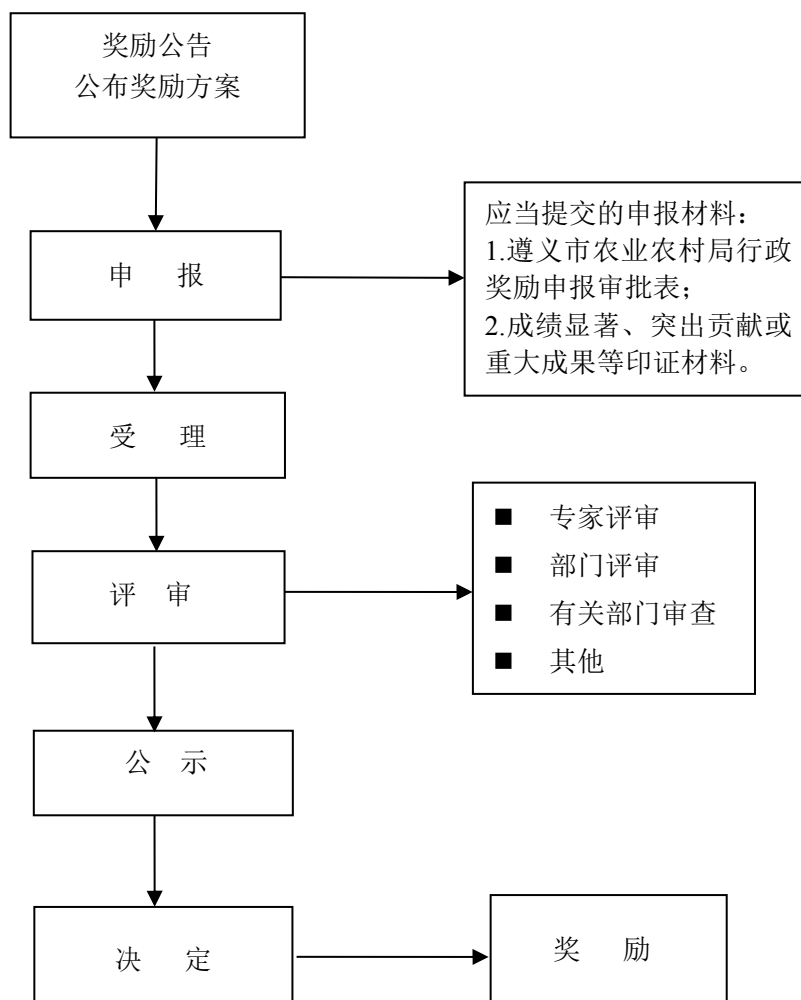 奖励公告
公布奖励方案
申 报
应当提交的申报材料：
1.遵义市农业农村局行政
奖励申报审批表；
2.成绩显著、突出贡献或
重大成果等印证材料。
受 理
评 审
■ 专家评审
■ 部门评审
■ 有关部门审查
■ 其他
公 示
决 定
奖 励